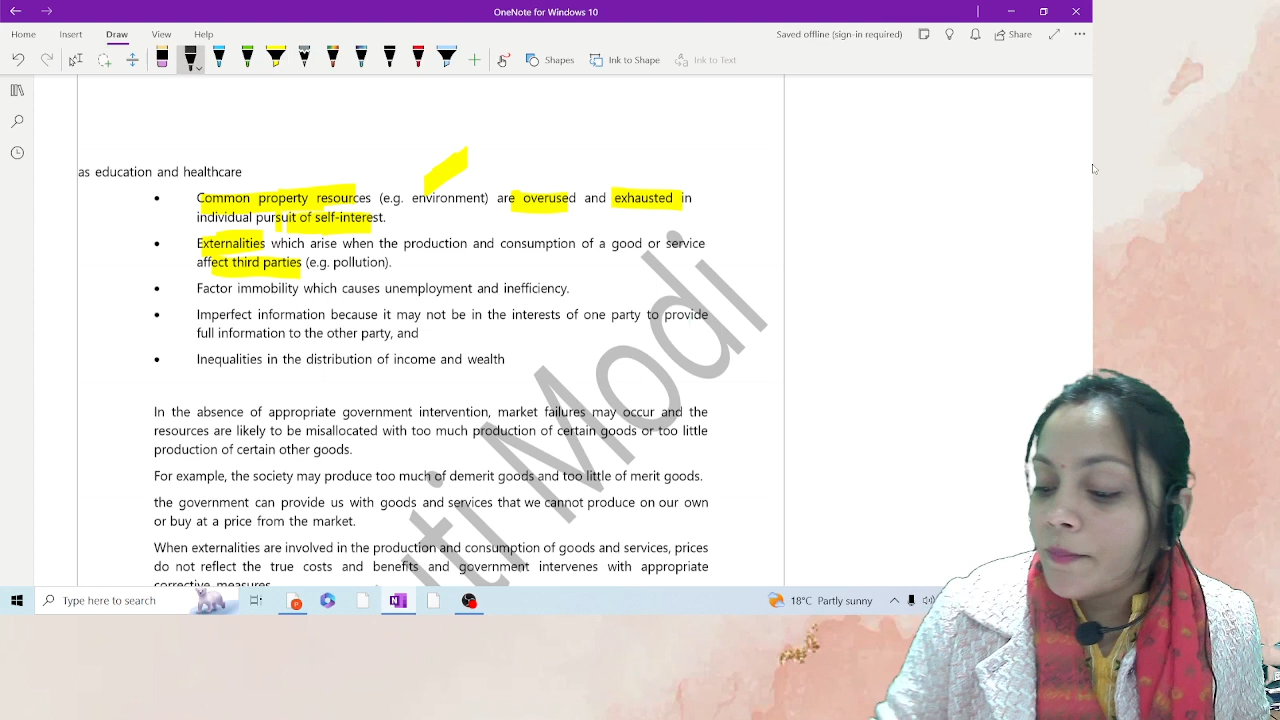 OneNote for Windows 10
Home Insert Draw View Help Saved offline (sign-in required) Share
Shapes Ink to Shape Ink to Text
as education and healthcare
• Common property resources (e.g. environment) are overused and exhausted in
individual pursuit of self-interest.
• Externalities which arise when the production and consumption of a good or service
affect third parties (e.g. pollution).
• Factor immobility which causes unemployment and inefficiency.
• Imperfect information because it may not be in the interests of one party to provide
full information to the other party, and
• Inequalities in the distribution of income and wealth
In the absence of appropriate government intervention, market failures may occur and the
resources are likely to be misallocated with too much production of certain goods or too little
production of certain other goods.
For example, the society may produce too much of demerit goods and too little of merit goods.
the government can provide us with goods and services that we cannot produce on our own
or buy at a price from the market.
When externalities are involved in the production and consumption of goods and services, prices
do not reflect the true costs and benefits and government intervenes with appropriate
corrective measures.
uti Modi
Type here to search 18°C Partly sunny